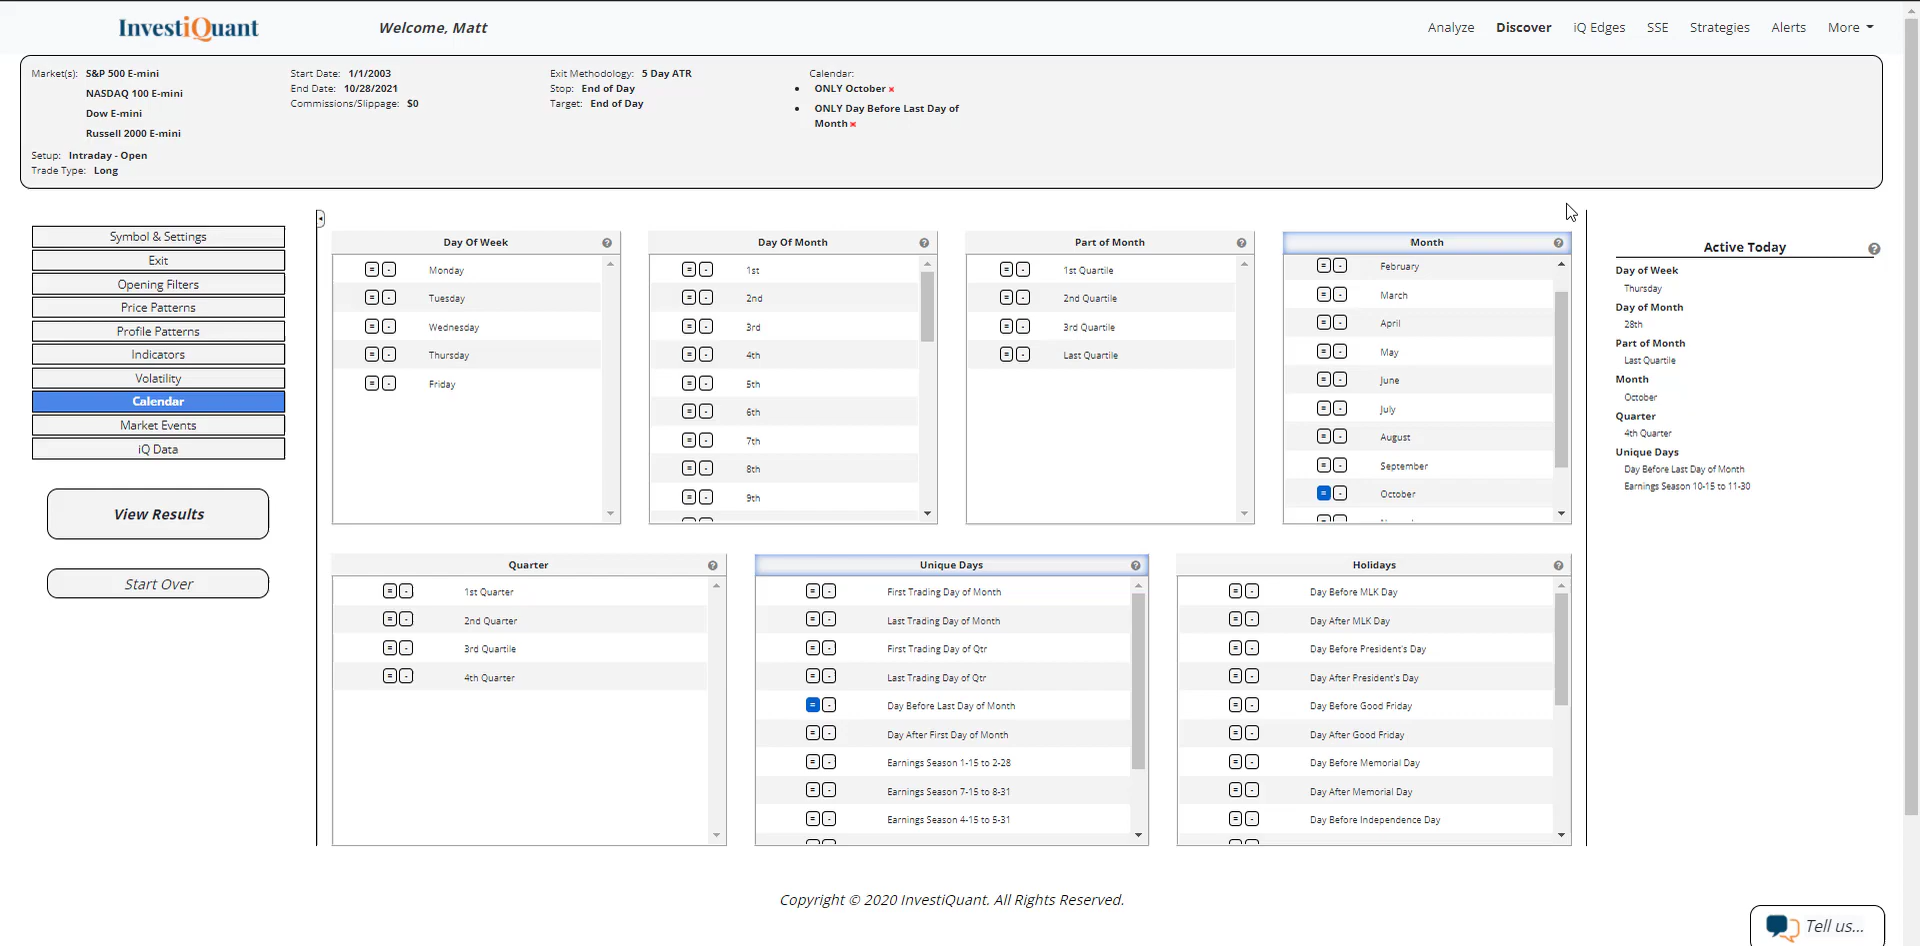 InvestiQuant
Welcome, Matt
Analyze
Discover
iQ Edges
SSE
Strategies
Alerts
More
Market(s): S&P 500 E-mini
NASDAQ 100 E-mini
Dow E-mini
Russell 2000 E-mini
Setup: Intraday - Open
Trade Type: Long
Start Date: 1/1/2003
End Date: 10/28/2021
Commissions/Slippage: $0
Exit Methodology: 5 Day ATR
Stop: End of Day
Target: End of Day
Calendar:
ONLY October
ONLY Day Before Last Day of
Month
Symbol & Settings
Exit
Opening Filters
Price Patterns
Profile Patterns
Indicators
Volatility
Calendar
Market Events
iQ Data
View Results
Start Over
Day Of Week
Monday
Tuesday
Wednesday
Thursday
Friday
Day Of Month
1st
2nd
3rd
4th
5th
6th
7th
8th
9th
Part of Month
1st Quartile
2nd Quartile
3rd Quartile
Last Quartile
Month
February
March
April
May
June
July
August
September
October
Quarter
1st Quarter
2nd Quarter
3rd Quartile
4th Quarter
Unique Days
First Trading Day of Month
Last Trading Day of Month
First Trading Day of Qtr
Last Trading Day of Qtr
Day Before Last Day of Month
Day After First Day of Month
Earnings Season 1-15 to 2-28
Earnings Season 7-15 to 8-31
Earnings Season 4-15 to 5-31
Holidays
Day Before MLK Day
Day After MLK Day
Day Before President's Day
Day After President's Day
Day Before Good Friday
Day After Good Friday
Day Before Memorial Day
Day After Memorial Day
Day Before Independence Day
Active Today
Day of Week
Thursday
Day of Month
28th
Part of Month
Last Quartile
Month
October
Quarter
4th Quarter
Unique Days
Day Before Last Day of Month
Earnings Season 10-15 to 11-30
Copyright © 2020 InvestiQuant. All Rights Reserved.
Tell us...